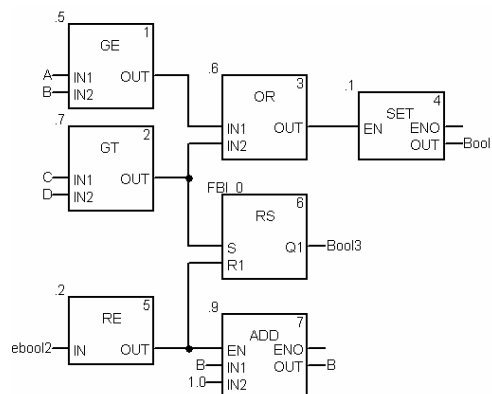 .5
1
GE
A IN1 OUT
B IN2
.6
3
OR
IN1 OUT
IN2
.1
4
SET
EN ENO
OUT Bool
.7
2
GT
C IN1 OUT
D IN2
FBI_0
6
RS
S Q1 Bool3
R1
.2
5
RE
ebool2 IN OUT
.9
7
ADD
EN ENO
B IN1 OUT B
1.0 IN2